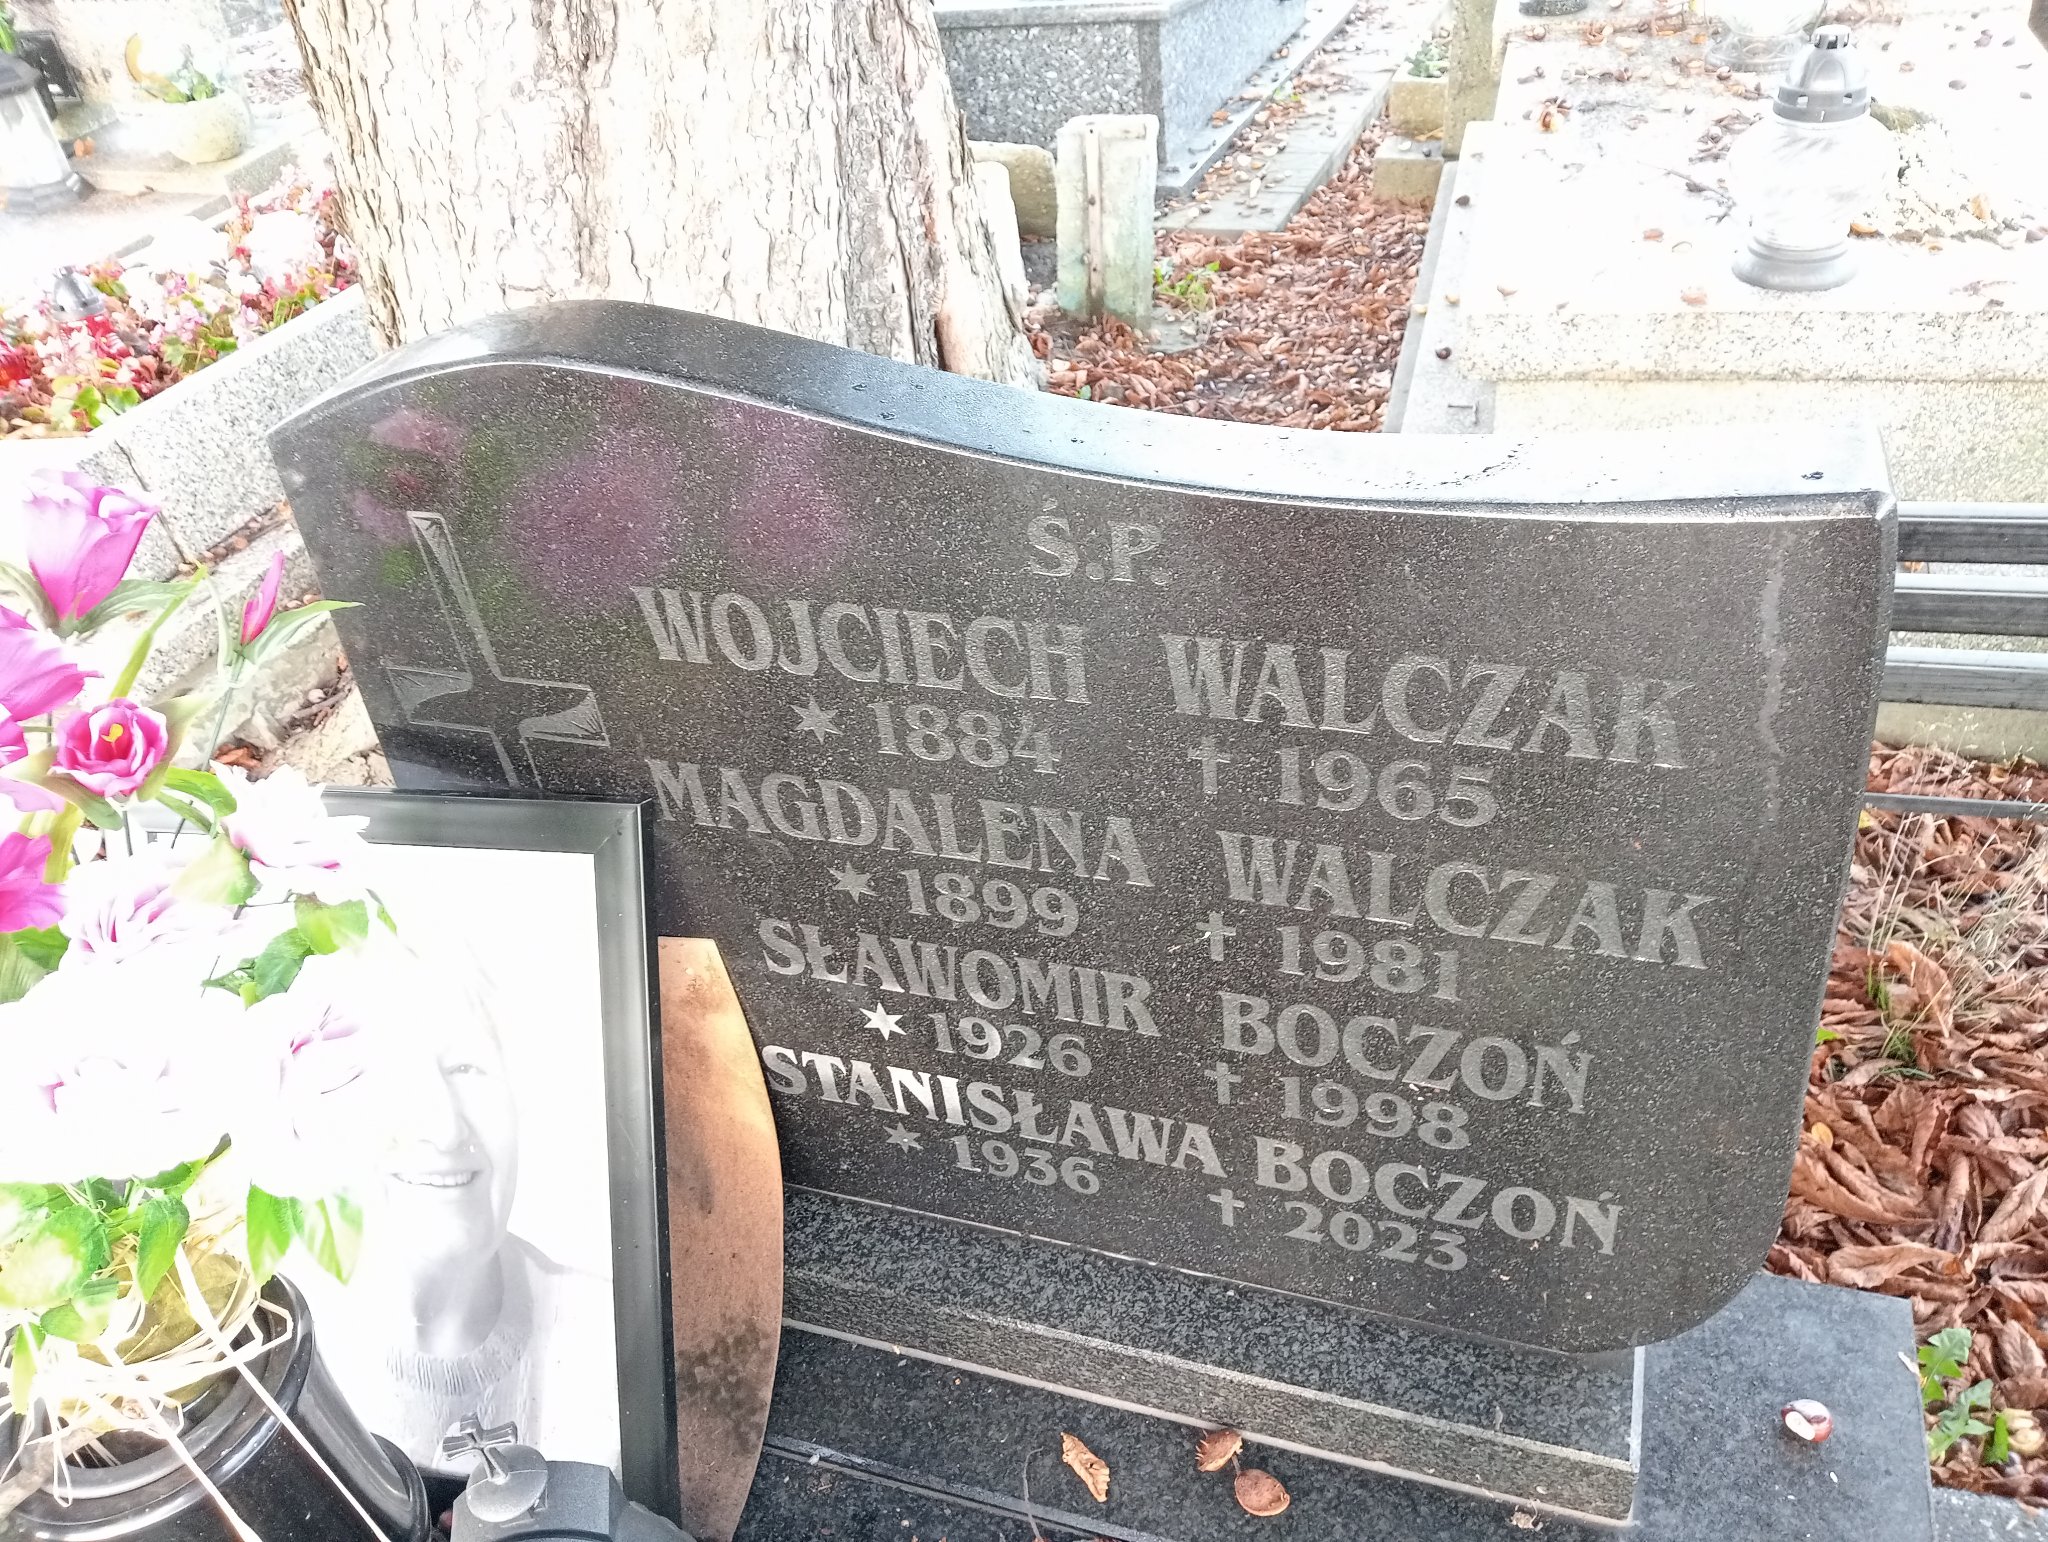 Ś.P.
WOJCIECH WALCZAK
* 1884 † 1965
MAGDALENA WALCZAK
* 1899 † 1981
SŁAWOMIR BOCZOŃ
* 1926 † 1998
STANISŁAWA BOCZOŃ
* 1936 † 2023